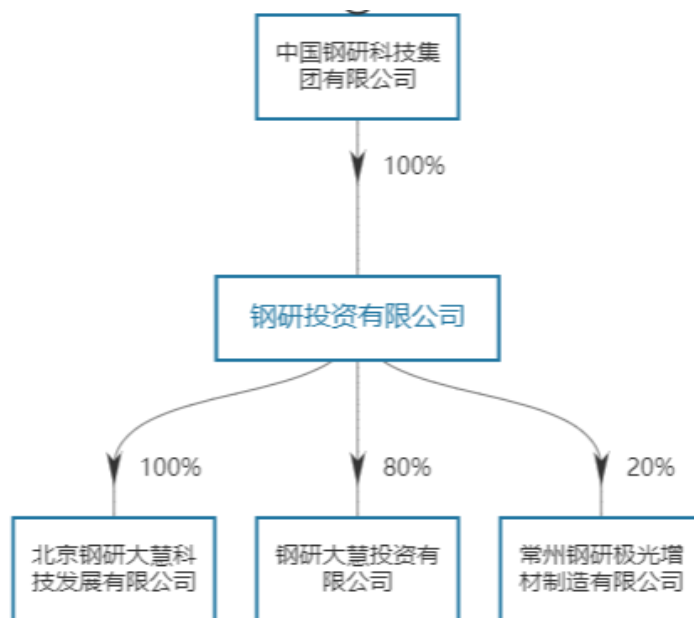 中国钢研科技集
团有限公司
100%
钢研投资有限公司
100%
80%
20%
北京钢研大慧科
技发展有限公司
钢研大慧投资有
限公司
常州钢研极光增
材制造有限公司